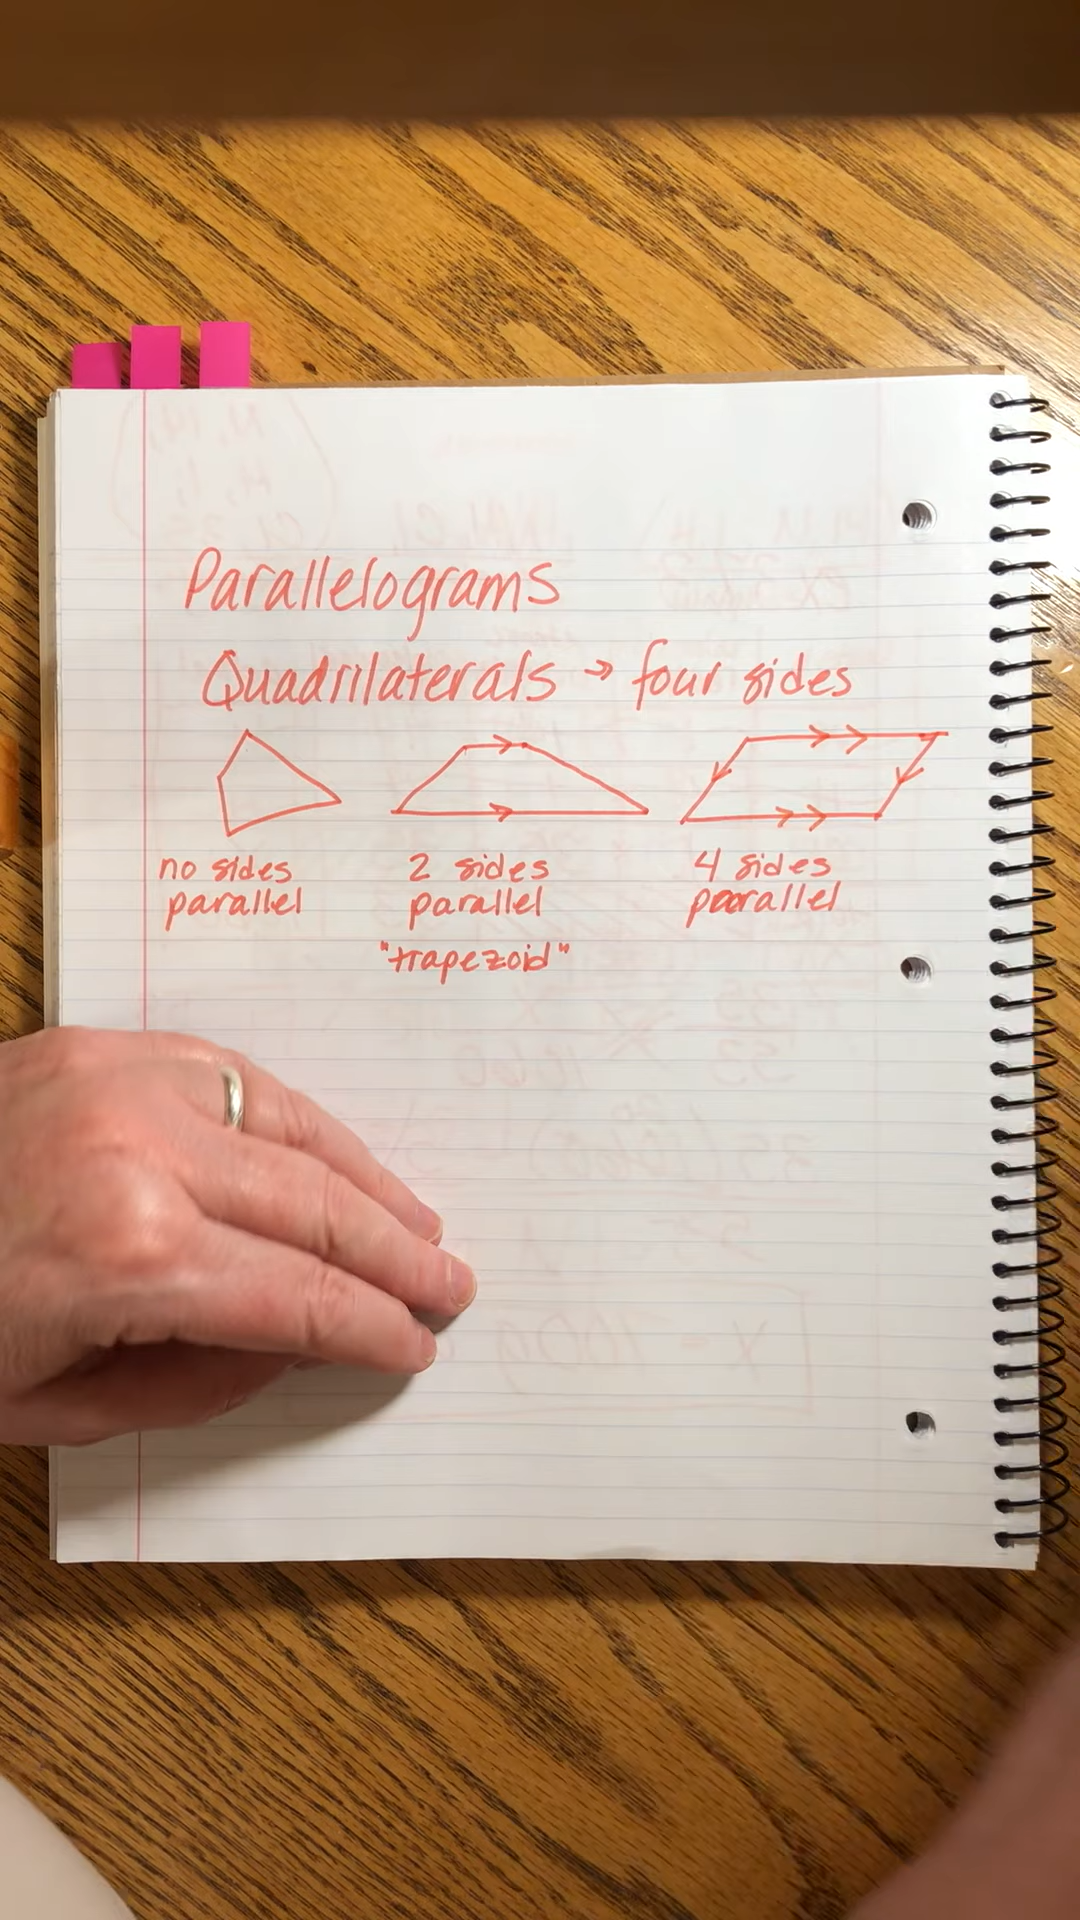 Parallelograms
Quadrilaterals → four sides
no sides parallel
2 sides parallel
"trapezoid"
4 sides parallel